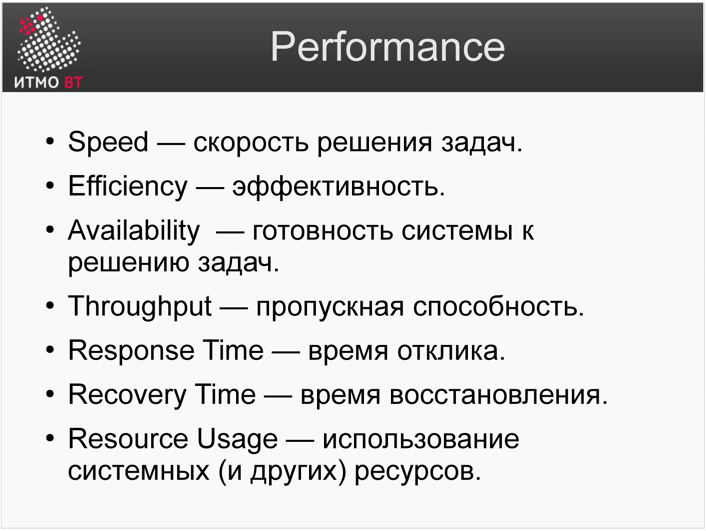 ИТМО ВТ
Performance
• Speed — скорость решения задач.
• Efficiency — эффективность.
• Availability — готовность системы к
решению задач.
• Throughput — пропускная способность.
• Response Time — время отклика.
• Recovery Time — время восстановления.
• Resource Usage — использование
системных (и других) ресурсов.